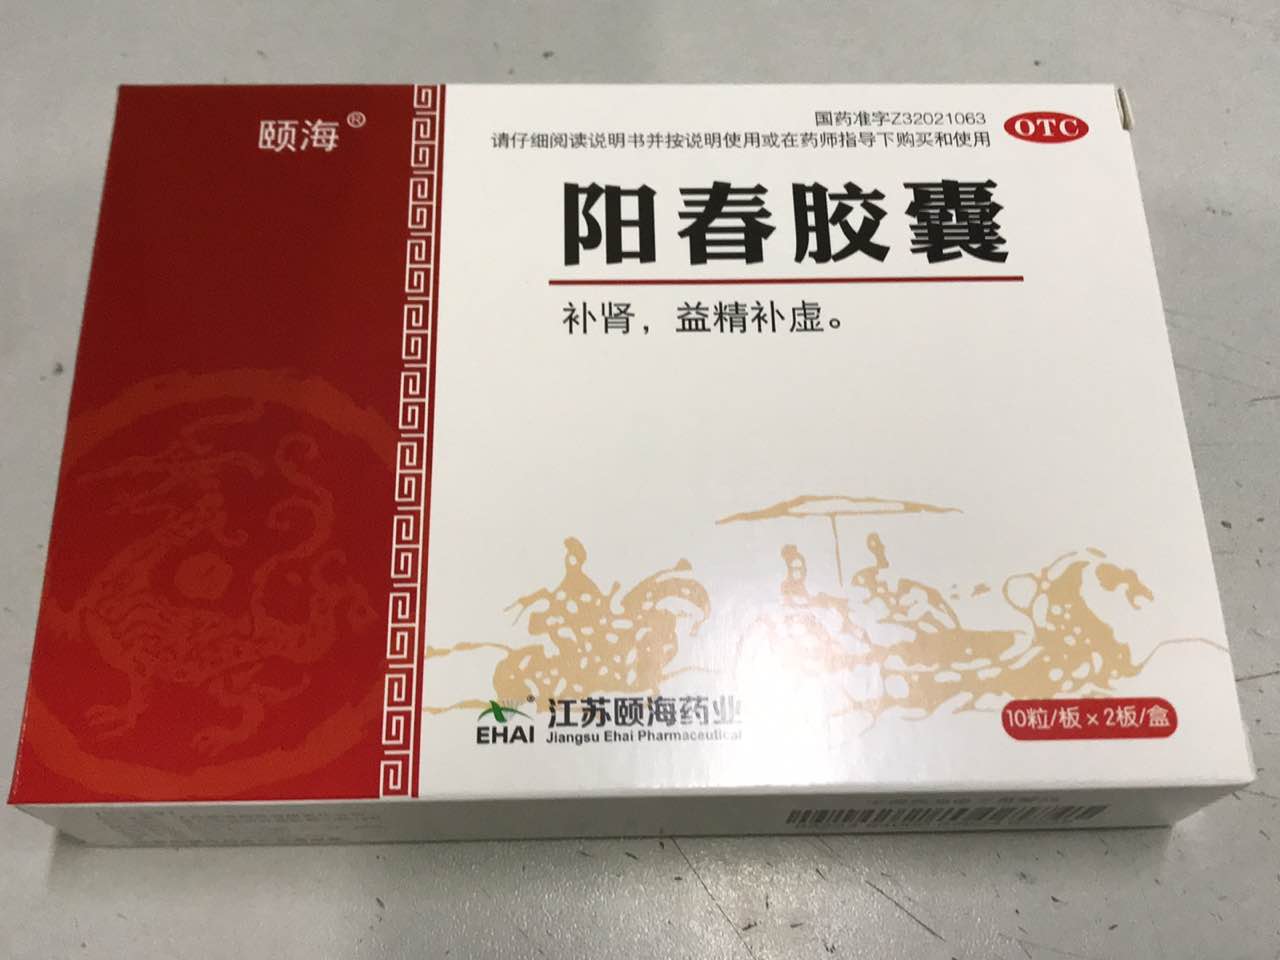 颐海®
国药准字Z32021063
OTC
请仔细阅读说明书并按说明使用或在药师指导下购买和使用
阳春胶囊
补肾，益精补虚。
EHAI®
江苏颐海药业
Jiangsu Ehai Pharmaceutical
10粒/板×2板/盒